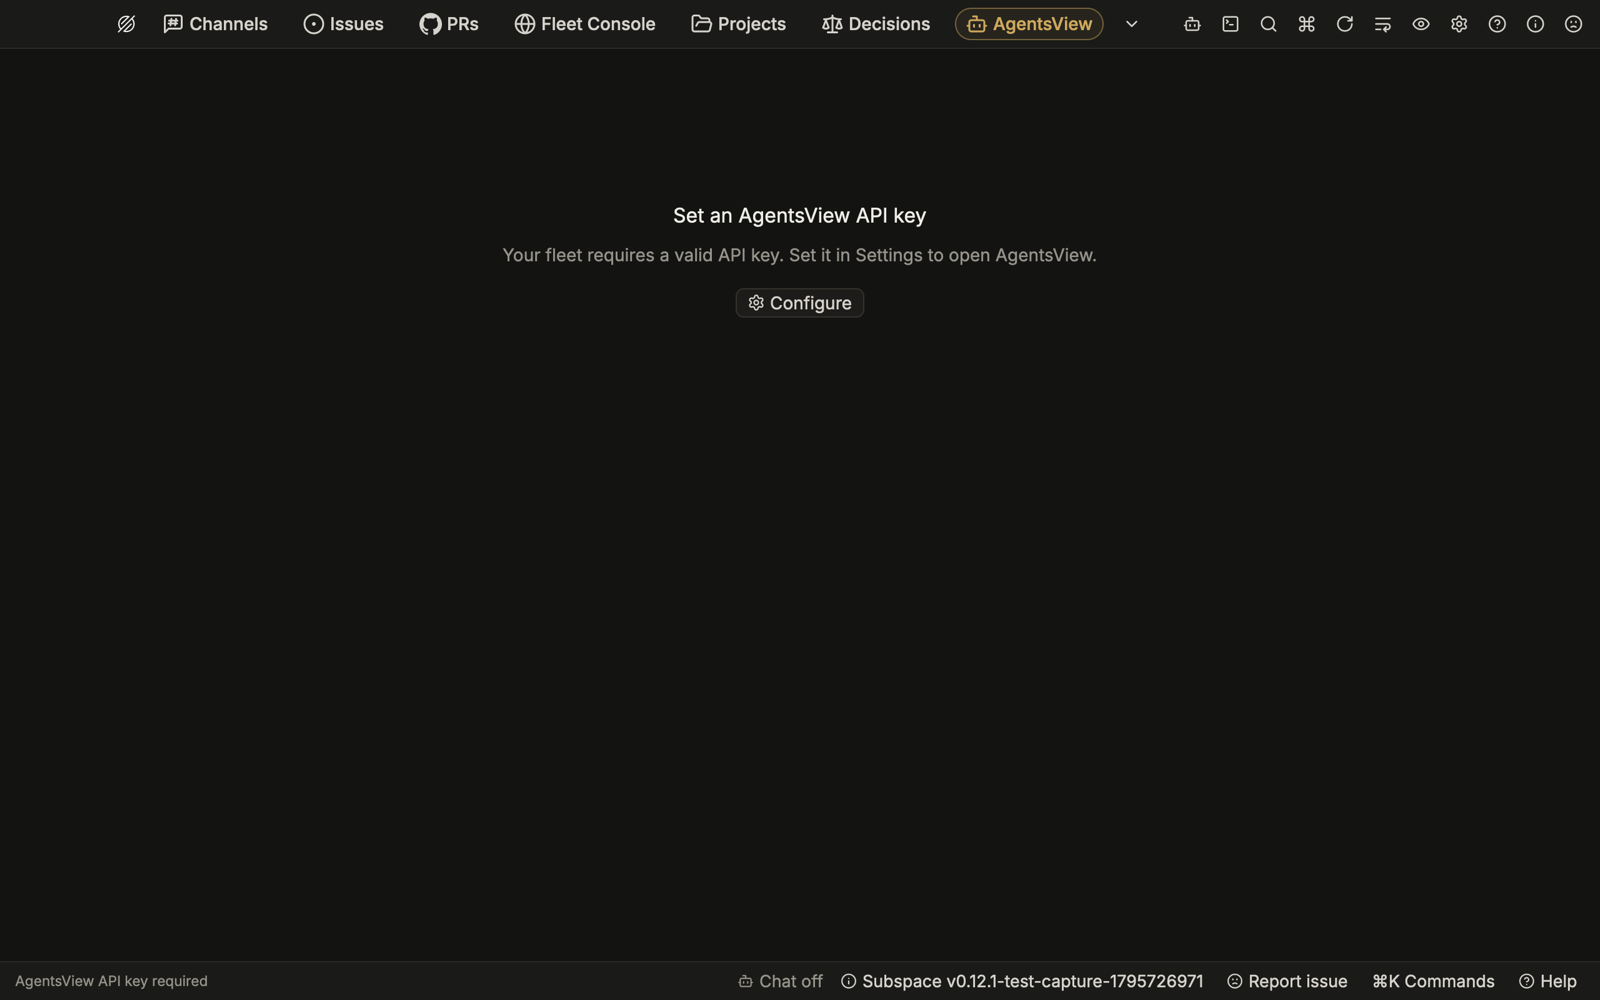 Channels
Issues
PRs
Fleet Console
Projects
Decisions
AgentsView
Set an AgentsView API key
Your fleet requires a valid API key. Set it in Settings to open AgentsView.
Configure
AgentsView API key required
Chat off
Subspace v0.12.1-test-capture-1795726971
Report issue
⌘K Commands
Help